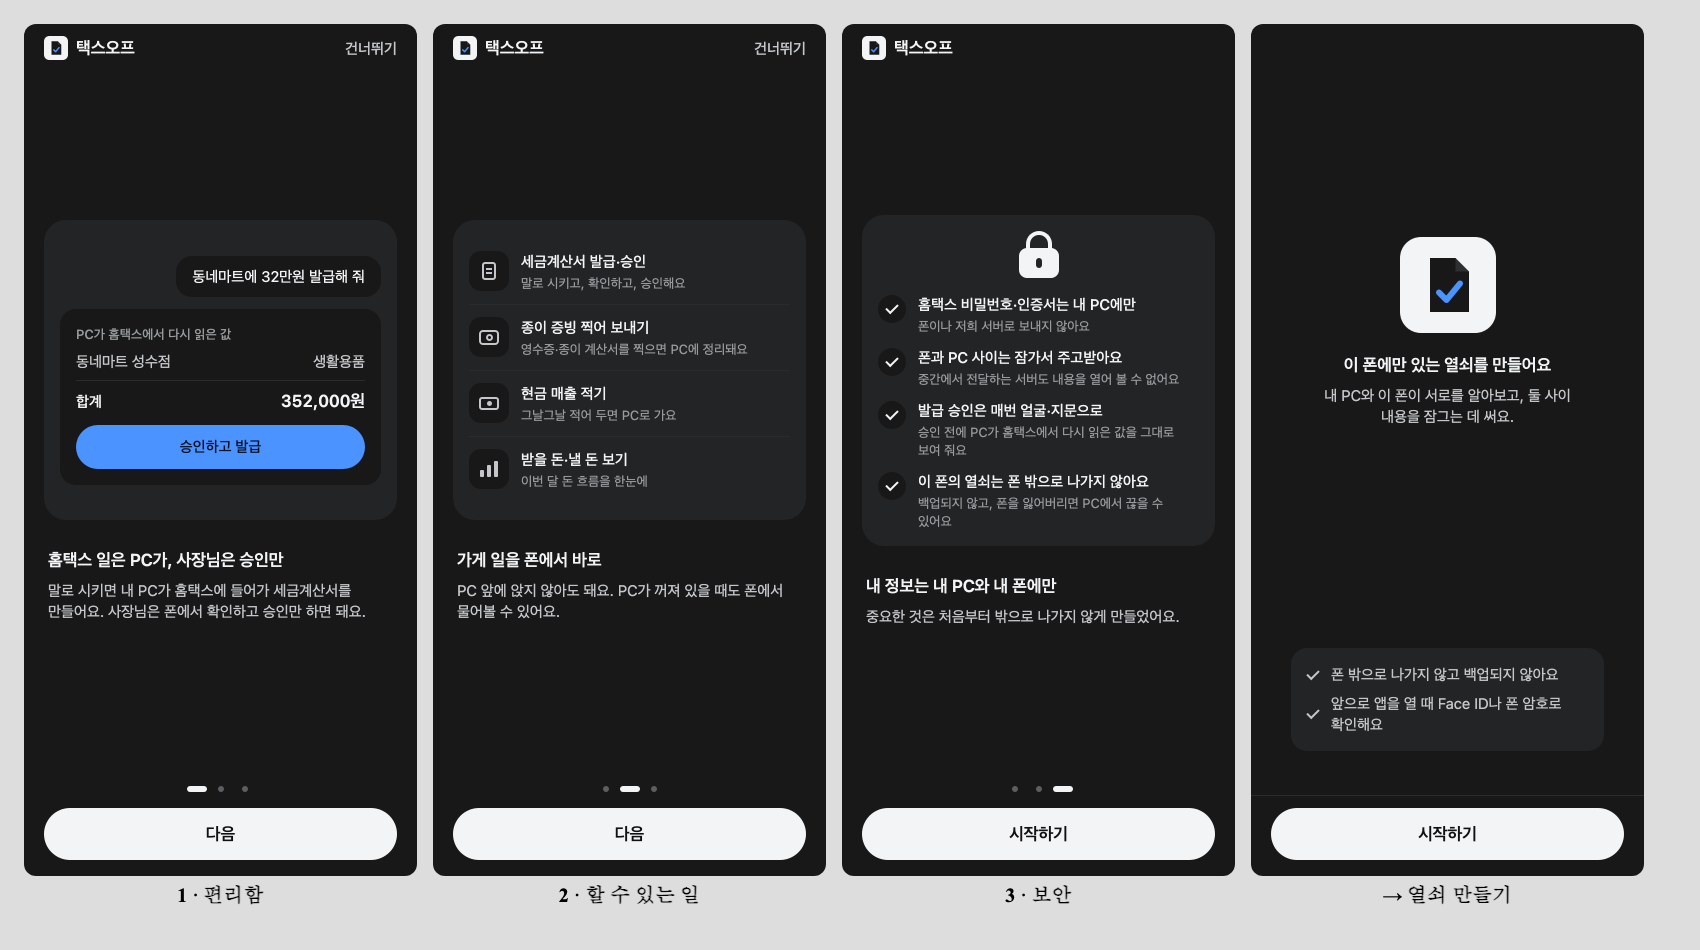 택스오프
건너뛰기
동네마트에 32만원 발급해 줘
PC가 홈택스에서 다시 읽은 값
동네마트 성수점 생활용품
합계 352,000원
승인하고 발급
홈택스 일은 PC가, 사장님은 승인만
말로 시키면 내 PC가 홈택스에 들어가 세금계산서를
만들어요. 사장님은 폰에서 확인하고 승인만 하면 돼요.
다음
1 · 편리함
택스오프
건너뛰기
세금계산서 발급·승인
말로 시키고, 확인하고, 승인해요
종이 증빙 찍어 보내기
영수증·종이 계산서를 찍으면 PC에 정리돼요
현금 매출 적기
그날그날 적어 두면 PC로 가요
받을 돈·낼 돈 보기
이번 달 돈 흐름을 한눈에
가게 일을 폰에서 바로
PC 앞에 앉지 않아도 돼요. PC가 꺼져 있을 때도 폰에서
물어볼 수 있어요.
다음
2 · 할 수 있는 일
택스오프
홈택스 비밀번호·인증서는 내 PC에만
폰이나 저희 서버로 보내지 않아요
폰과 PC 사이는 잠가서 주고받아요
중간에서 전달하는 서버도 내용을 열어 볼 수 없어요
발급 승인은 매번 얼굴·지문으로
승인 전에 PC가 홈택스에서 다시 읽은 값을 그대로
보여 줘요
이 폰의 열쇠는 폰 밖으로 나가지 않아요
백업되지 않고, 폰을 잃어버리면 PC에서 끊을 수
있어요
내 정보는 내 PC와 내 폰에만
중요한 것은 처음부터 밖으로 나가지 않게 만들었어요.
시작하기
3 · 보안
이 폰에만 있는 열쇠를 만들어요
내 PC와 이 폰이 서로를 알아보고, 둘 사이
내용을 잠그는 데 써요.
폰 밖으로 나가지 않고 백업되지 않아요
앞으로 앱을 열 때 Face ID나 폰 암호로
확인해요
시작하기
→ 열쇠 만들기